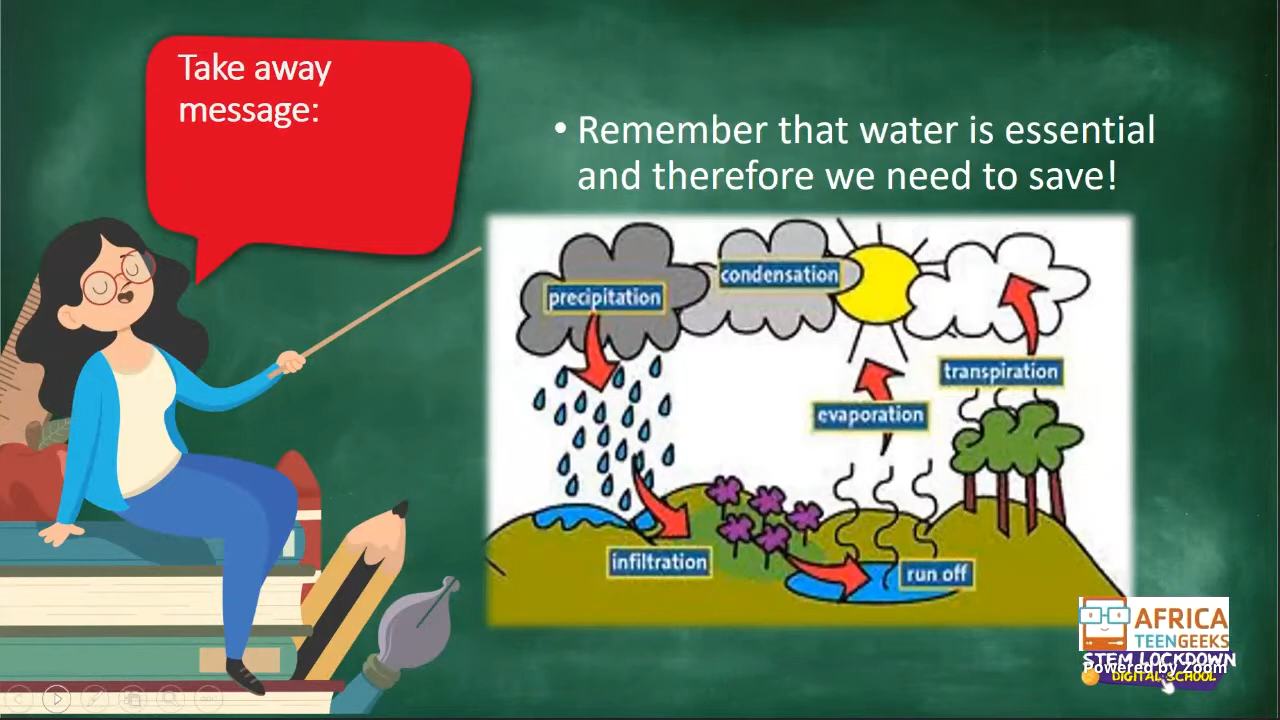 Take away
message:
• Remember that water is essential
and therefore we need to save!
precipitation
condensation
transpiration
evaporation
infiltration
run off
AFRICA
TEENGEEKS
STEM LOCKDOWN
Powered by Zoom
DIGITAL SCHOOL